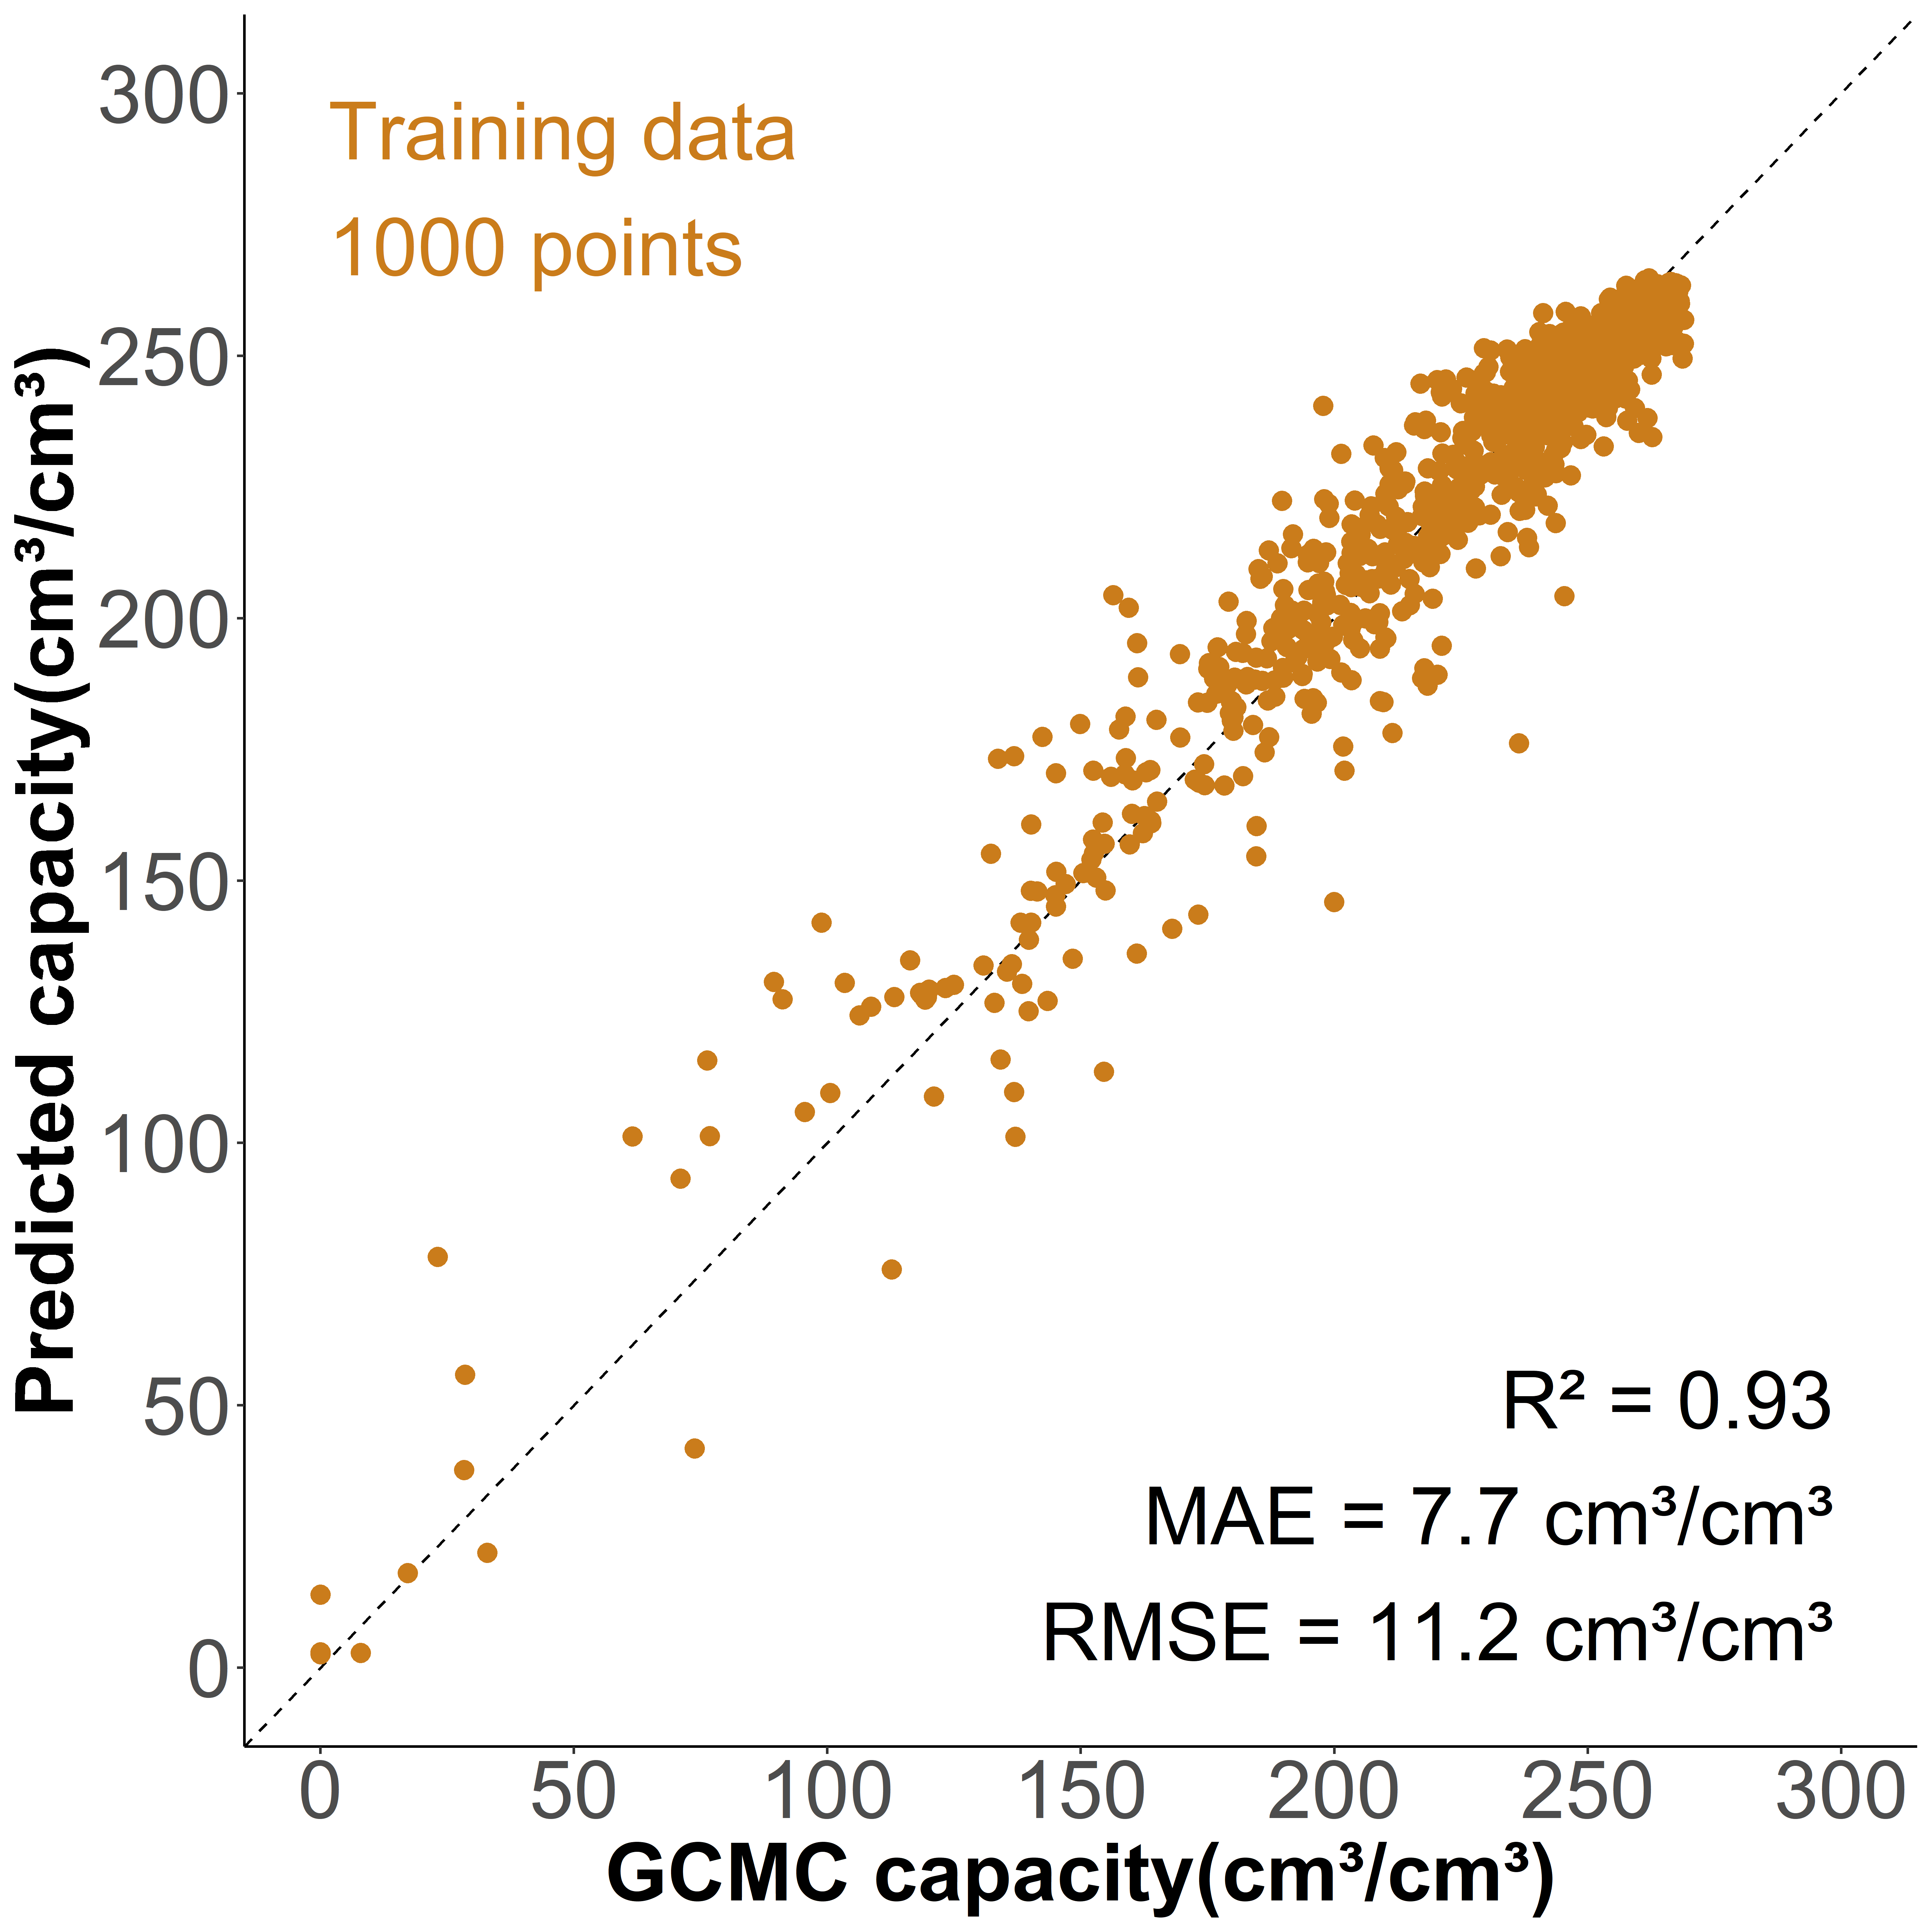 Training data
1000 points
Predicted capacity(cm³/cm³)
300
250
200
150
100
50
0
R² = 0.93
MAE = 7.7 cm³/cm³
RMSE = 11.2 cm³/cm³
0 50 100 150 200 250 300
GCMC capacity(cm³/cm³)